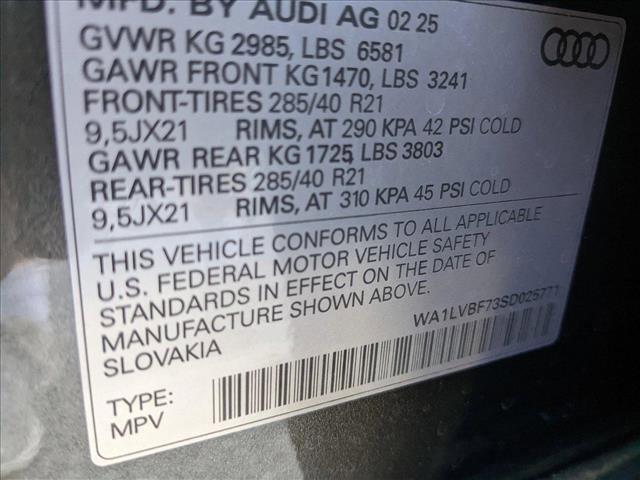 MFD. BY AUDI AG 02 25
GVWR KG 2985, LBS 6581
GAWR FRONT KG1470, LBS 3241
FRONT-TIRES 285/40 R21
9,5JX21 RIMS, AT 290 KPA 42 PSI COLD
GAWR REAR KG 1725, LBS 3803
REAR-TIRES 285/40 R21
9,5JX21 RIMS, AT 310 KPA 45 PSI COLD
THIS VEHICLE CONFORMS TO ALL APPLICABLE
U.S. FEDERAL MOTOR VEHICLE SAFETY
STANDARDS IN EFFECT ON THE DATE OF
MANUFACTURE SHOWN ABOVE.
SLOVAKIA
WA1LVBF73SD025771
TYPE:
MPV